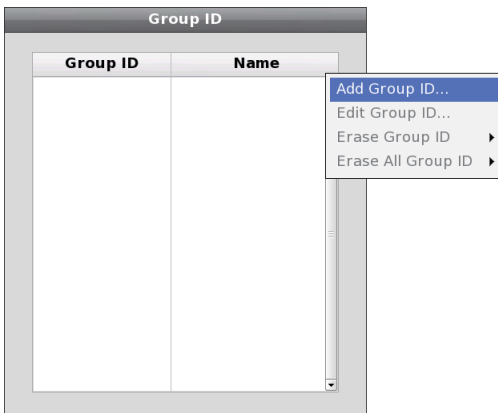 Group ID
Group ID Name
Add Group ID...
Edit Group ID...
Erase Group ID
Erase All Group ID